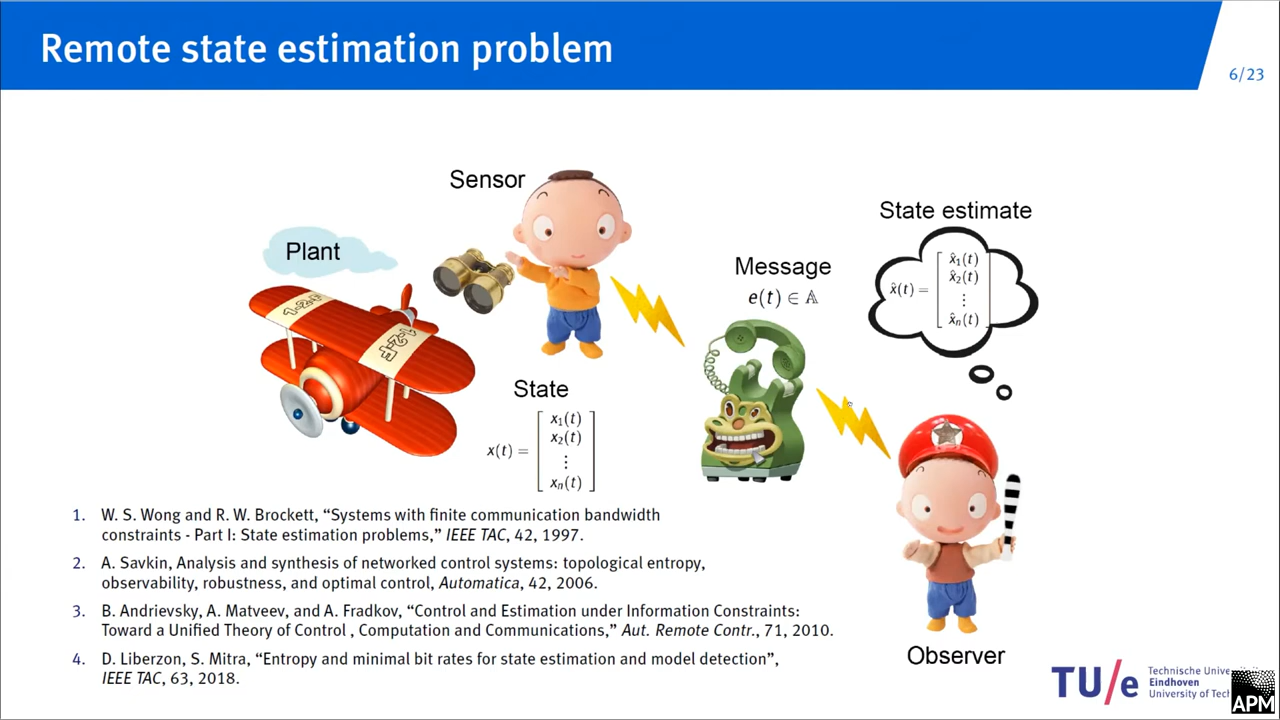 Remote state estimation problem
6/23
Sensor
Plant
State estimate
x̂(t) = [ x̂₁(t)
x̂₂(t)
⋮
x̂ₙ(t) ]
Message
e(t) ∈ 𝔸
1-2-F
1-2-F
State
x(t) = [ x₁(t)
x₂(t)
⋮
xₙ(t) ]
1. W. S. Wong and R. W. Brockett, “Systems with finite communication bandwidth
constraints - Part I: State estimation problems,” IEEE TAC, 42, 1997.
2. A. Savkin, Analysis and synthesis of networked control systems: topological entropy,
observability, robustness, and optimal control, Automatica, 42, 2006.
3. B. Andrievsky, A. Matveev, and A. Fradkov, “Control and Estimation under Information Constraints:
Toward a Unified Theory of Control , Computation and Communications,” Aut. Remote Contr., 71, 2010.
4. D. Liberzon, S. Mitra, “Entropy and minimal bit rates for state estimation and model detection”,
IEEE TAC, 63, 2018.
Observer
TU/e
Technische Unive
Eindhoven
University of Tech
APM